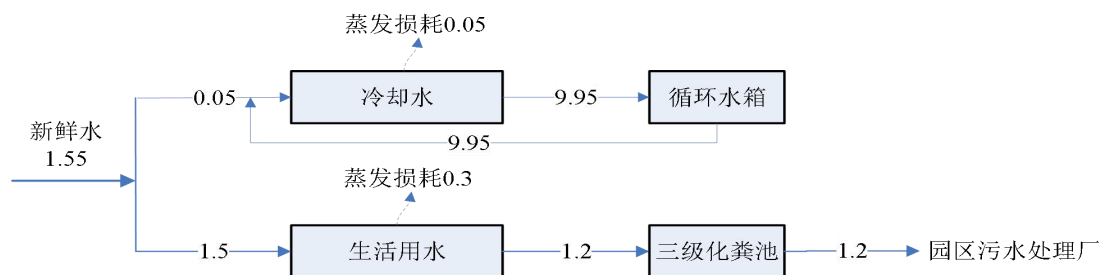 蒸发损耗0.05
0.05
冷却水
9.95
循环水箱
新鲜水
1.55
9.95
蒸发损耗0.3
1.5
生活用水
1.2
三级化粪池
1.2
园区污水处理厂